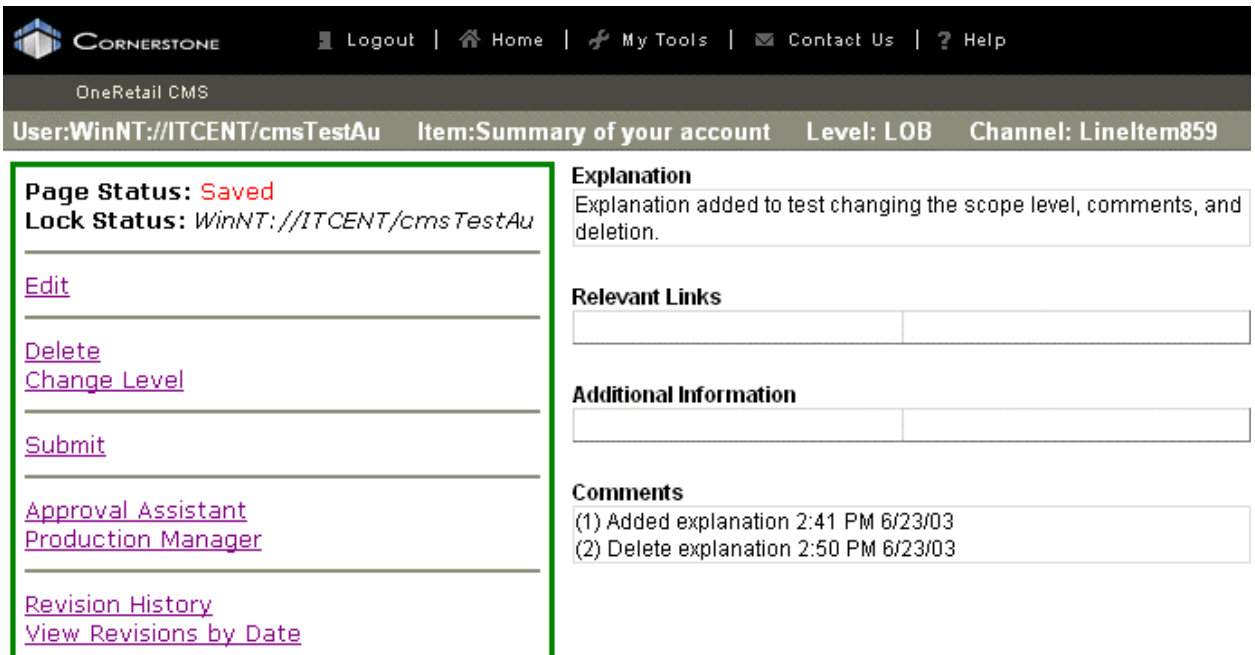 CORNERSTONE Logout | Home | My Tools | Contact Us | ? Help
OneRetail CMS
User:WinNT://ITCENT/cmsTestAu Item:Summary of your account Level: LOB Channel: LineItem859
Page Status: Saved
Lock Status: WinNT://ITCENT/cmsTestAu
Edit
Delete
Change Level
Submit
Approval Assistant
Production Manager
Revision History
View Revisions by Date
Explanation
Explanation added to test changing the scope level, comments, and
deletion.
Relevant Links
Additional Information
Comments
(1) Added explanation 2:41 PM 6/23/03
(2) Delete explanation 2:50 PM 6/23/03